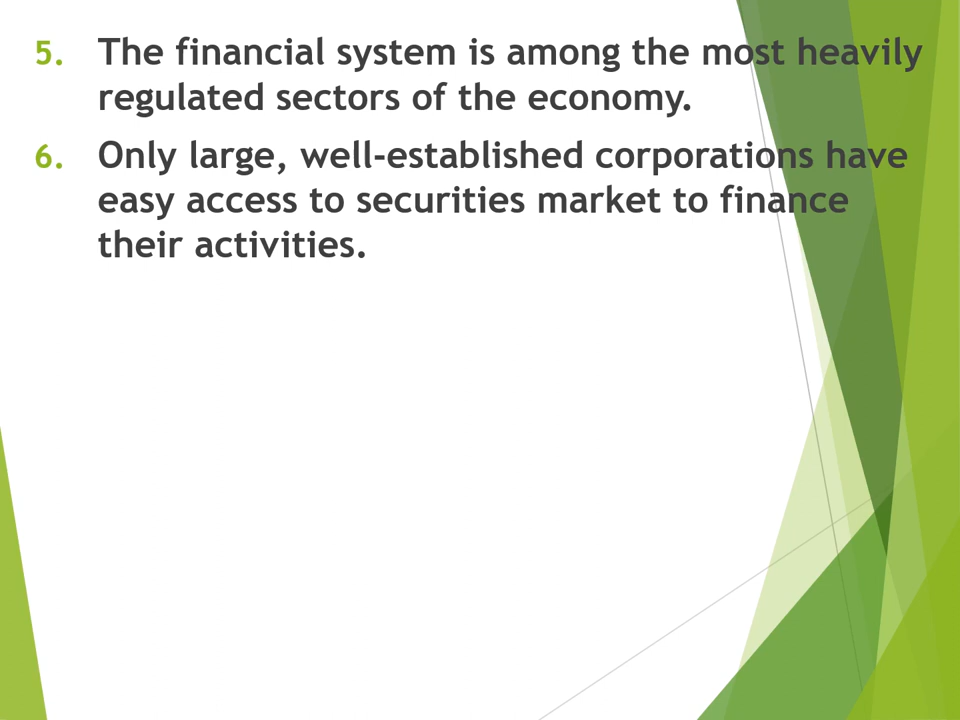 5. The financial system is among the most heavily
regulated sectors of the economy.
6. Only large, well-established corporations have
easy access to securities market to finance
their activities.